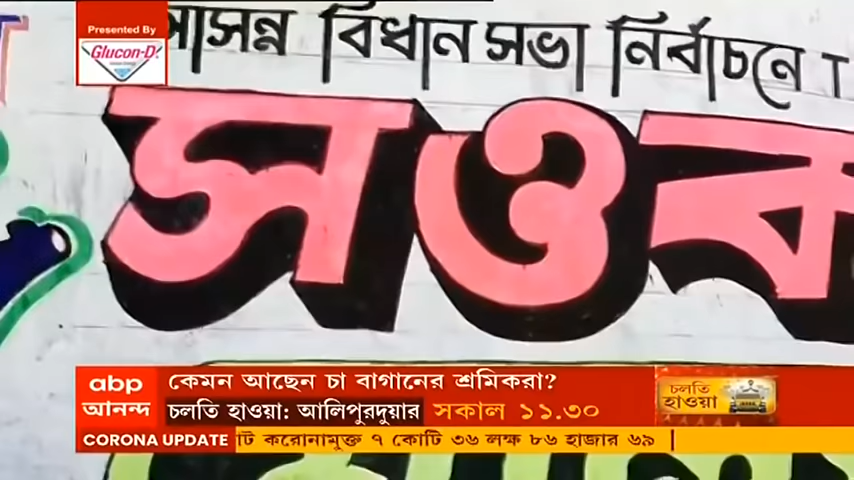 Presented By
Glucon-D
আসন্ন বিধান সভা নির্বাচনে
সওক
কেমন আছেন চা বাগানের শ্রমিকরা?
abp
আনন্দ
চলতি হাওয়া: আলিপুরদুয়ার সকাল ১১.৩০
চলতি
হাওয়া
CORONA UPDATE
ট করোনামুক্ত ৭ কোটি ৩৬ লক্ষ ৮৬ হাজার ৬৯